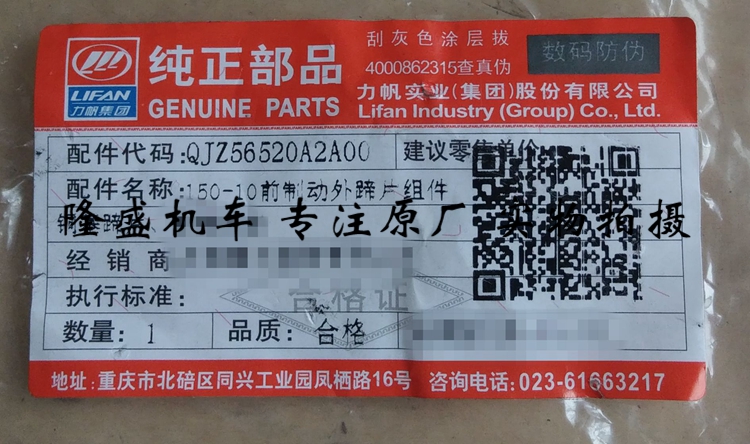 LIFAN
力帆集团
纯正部品
GENUINE PARTS
刮灰色涂层拔
4000862315查真伪
数码防伪
力帆实业(集团)股份有限公司
Lifan Industry (Group) Co., Ltd.
配件代码:QJZ56520A2A00 建议零售单价
配件名称:150-10前制动外蹄片组件
隆盛机车 专注原厂 实物拍摄
经销商
执行标准:
合格证
数量:1 品质:合格
地址:重庆市北碚区同兴工业园凤栖路16号 咨询电话:023-61663217